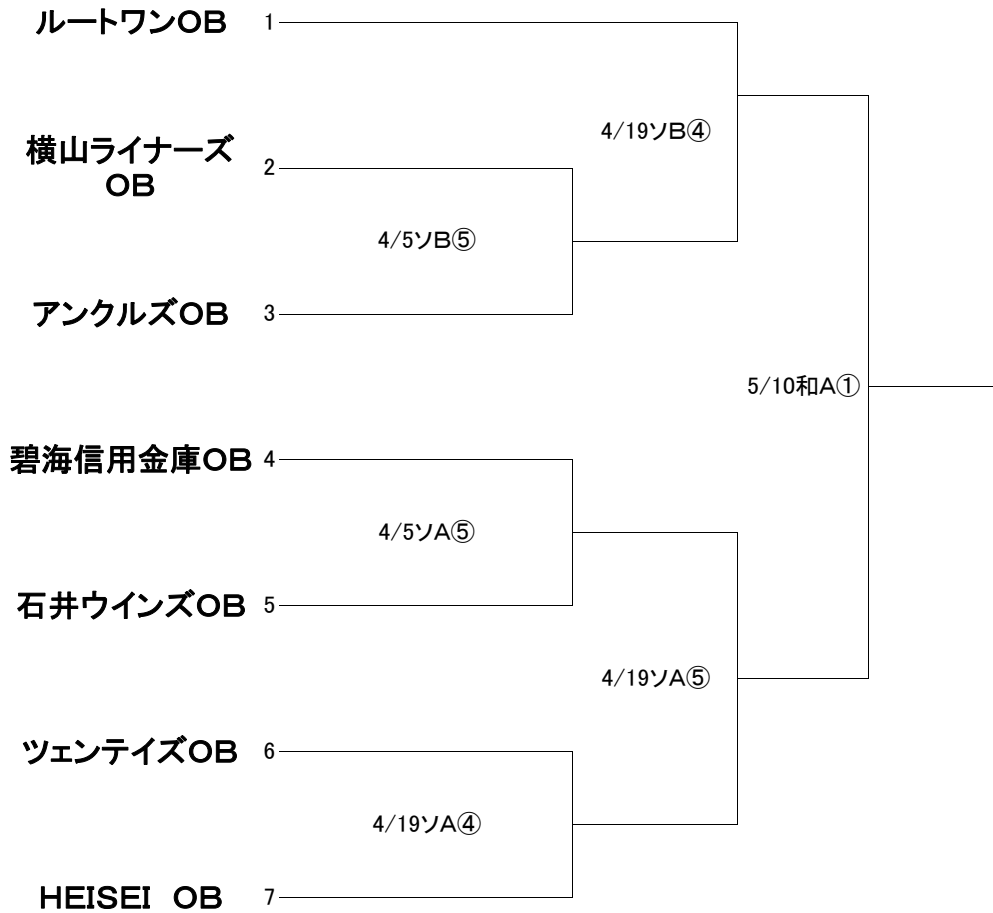 ルートワンOB 1
4/19ソB④
横山ライナーズ
OB
2
4/5ソB⑤
アンクルズOB 3
5/10和A①
碧海信用金庫OB 4
4/5ソA⑤
石井ウインズOB 5
4/19ソA⑤
ツェンテイズOB 6
4/19ソA④
HEISEI　OB 7